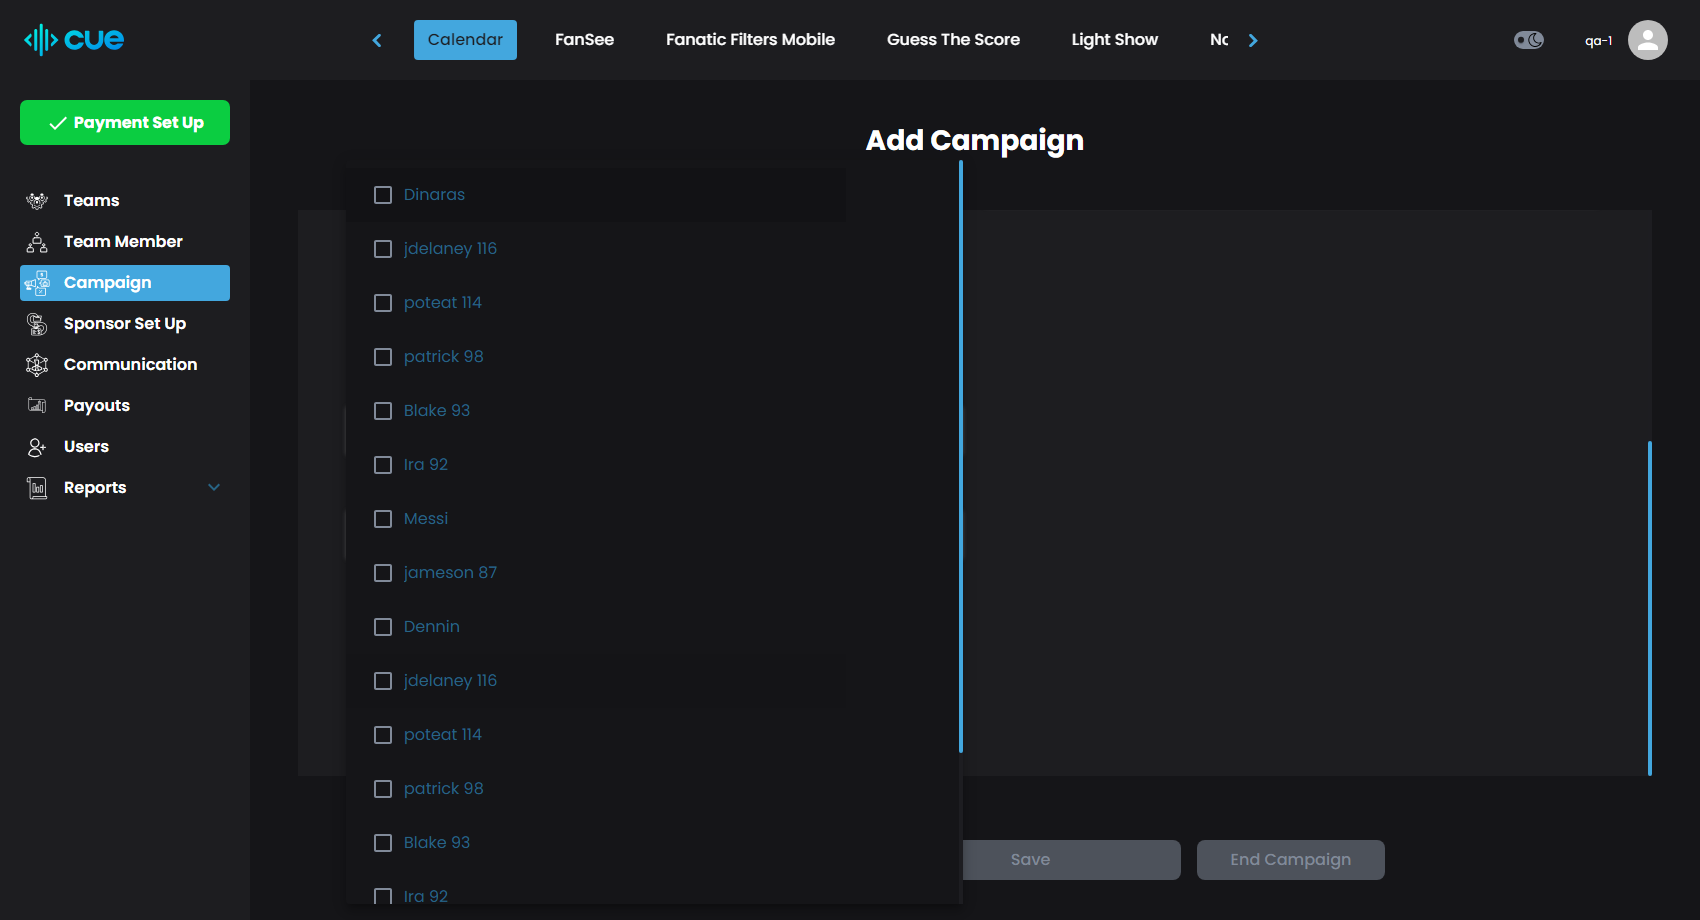 cue
Calendar
FanSee
Fanatic Filters Mobile
Guess The Score
Light Show
qa-1
Payment Set Up
Teams
Team Member
Campaign
Sponsor Set Up
Communication
Payouts
Users
Reports
Add Campaign
Dinaras
jdelaney 116
poteat 114
patrick 98
Blake 93
Ira 92
Messi
jameson 87
Dennin
jdelaney 116
poteat 114
patrick 98
Blake 93
Ira 92
Save
End Campaign